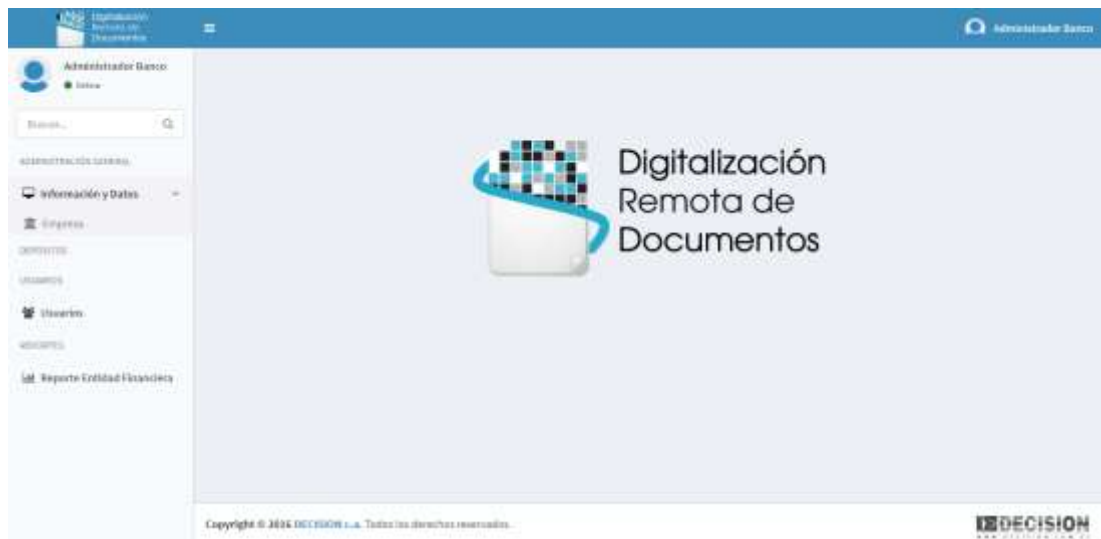 Digitalización
Remota de
Documentos
Administrador Banco
Administrador Banco
Online
Buscar...
ADMINISTRACIÓN GENERAL
Información y Datos
Empresa
DEPOSITOS
USUARIOS
Usuarios
REPORTES
Reporte Entidad Financiera
Digitalización
Remota de
Documentos
Copyright © 2016 DECISION c.a. Todos los derechos reservados.
DECISION